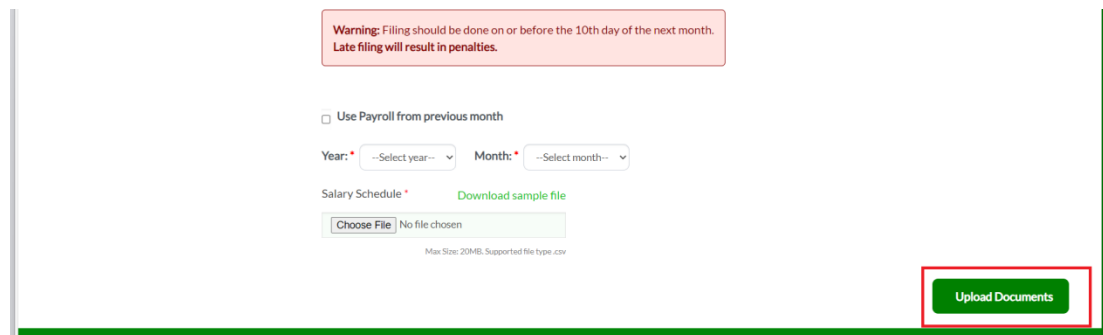 Warning: Filing should be done on or before the 10th day of the next month.
Late filing will result in penalties.
Use Payroll from previous month
Year: * --Select year-- Month: * --Select month--
Salary Schedule * Download sample file
Choose File No file chosen
Max Size: 20MB. Supported file type .csv
Upload Documents